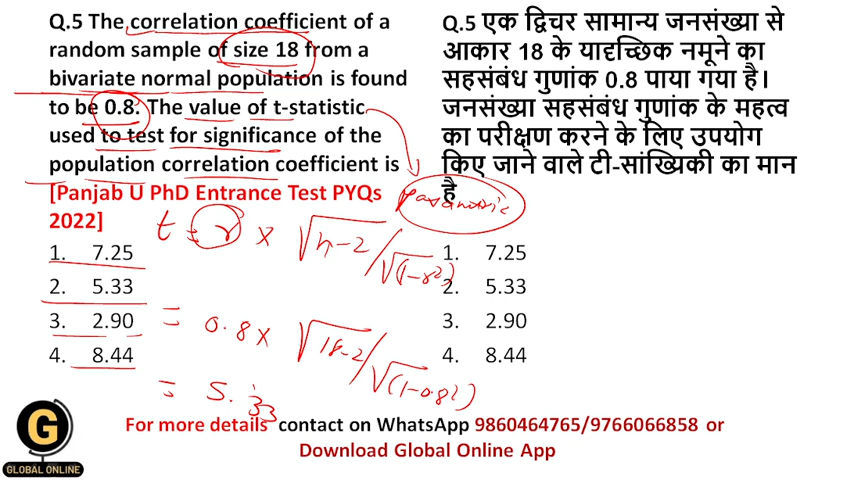 Q.5 The correlation coefficient of a
random sample of size 18 from a
bivariate normal population is found
to be 0.8. The value of t-statistic
used to test for significance of the
population correlation coefficient is
[Panjab U PhD Entrance Test PYQs
2022]
1. 7.25
2. 5.33
3. 2.90
4. 8.44
t = r × √n-2/√(1-r²)
= 0.8 × √18-2/√(1-0.8²)
= 5.33
Q.5 एक द्विचर सामान्य जनसंख्या से
आकार 18 के यादृच्छिक नमूने का
सहसंबंध गुणांक 0.8 पाया गया है।
जनसंख्या सहसंबंध गुणांक के महत्व
का परीक्षण करने के लिए उपयोग
किए जाने वाले टी-सांख्यिकी का मान
है
1. 7.25
2. 5.33
3. 2.90
4. 8.44
For more details contact on WhatsApp 9860464765/9766066858 or
Download Global Online App
G
GLOBAL ONLINE